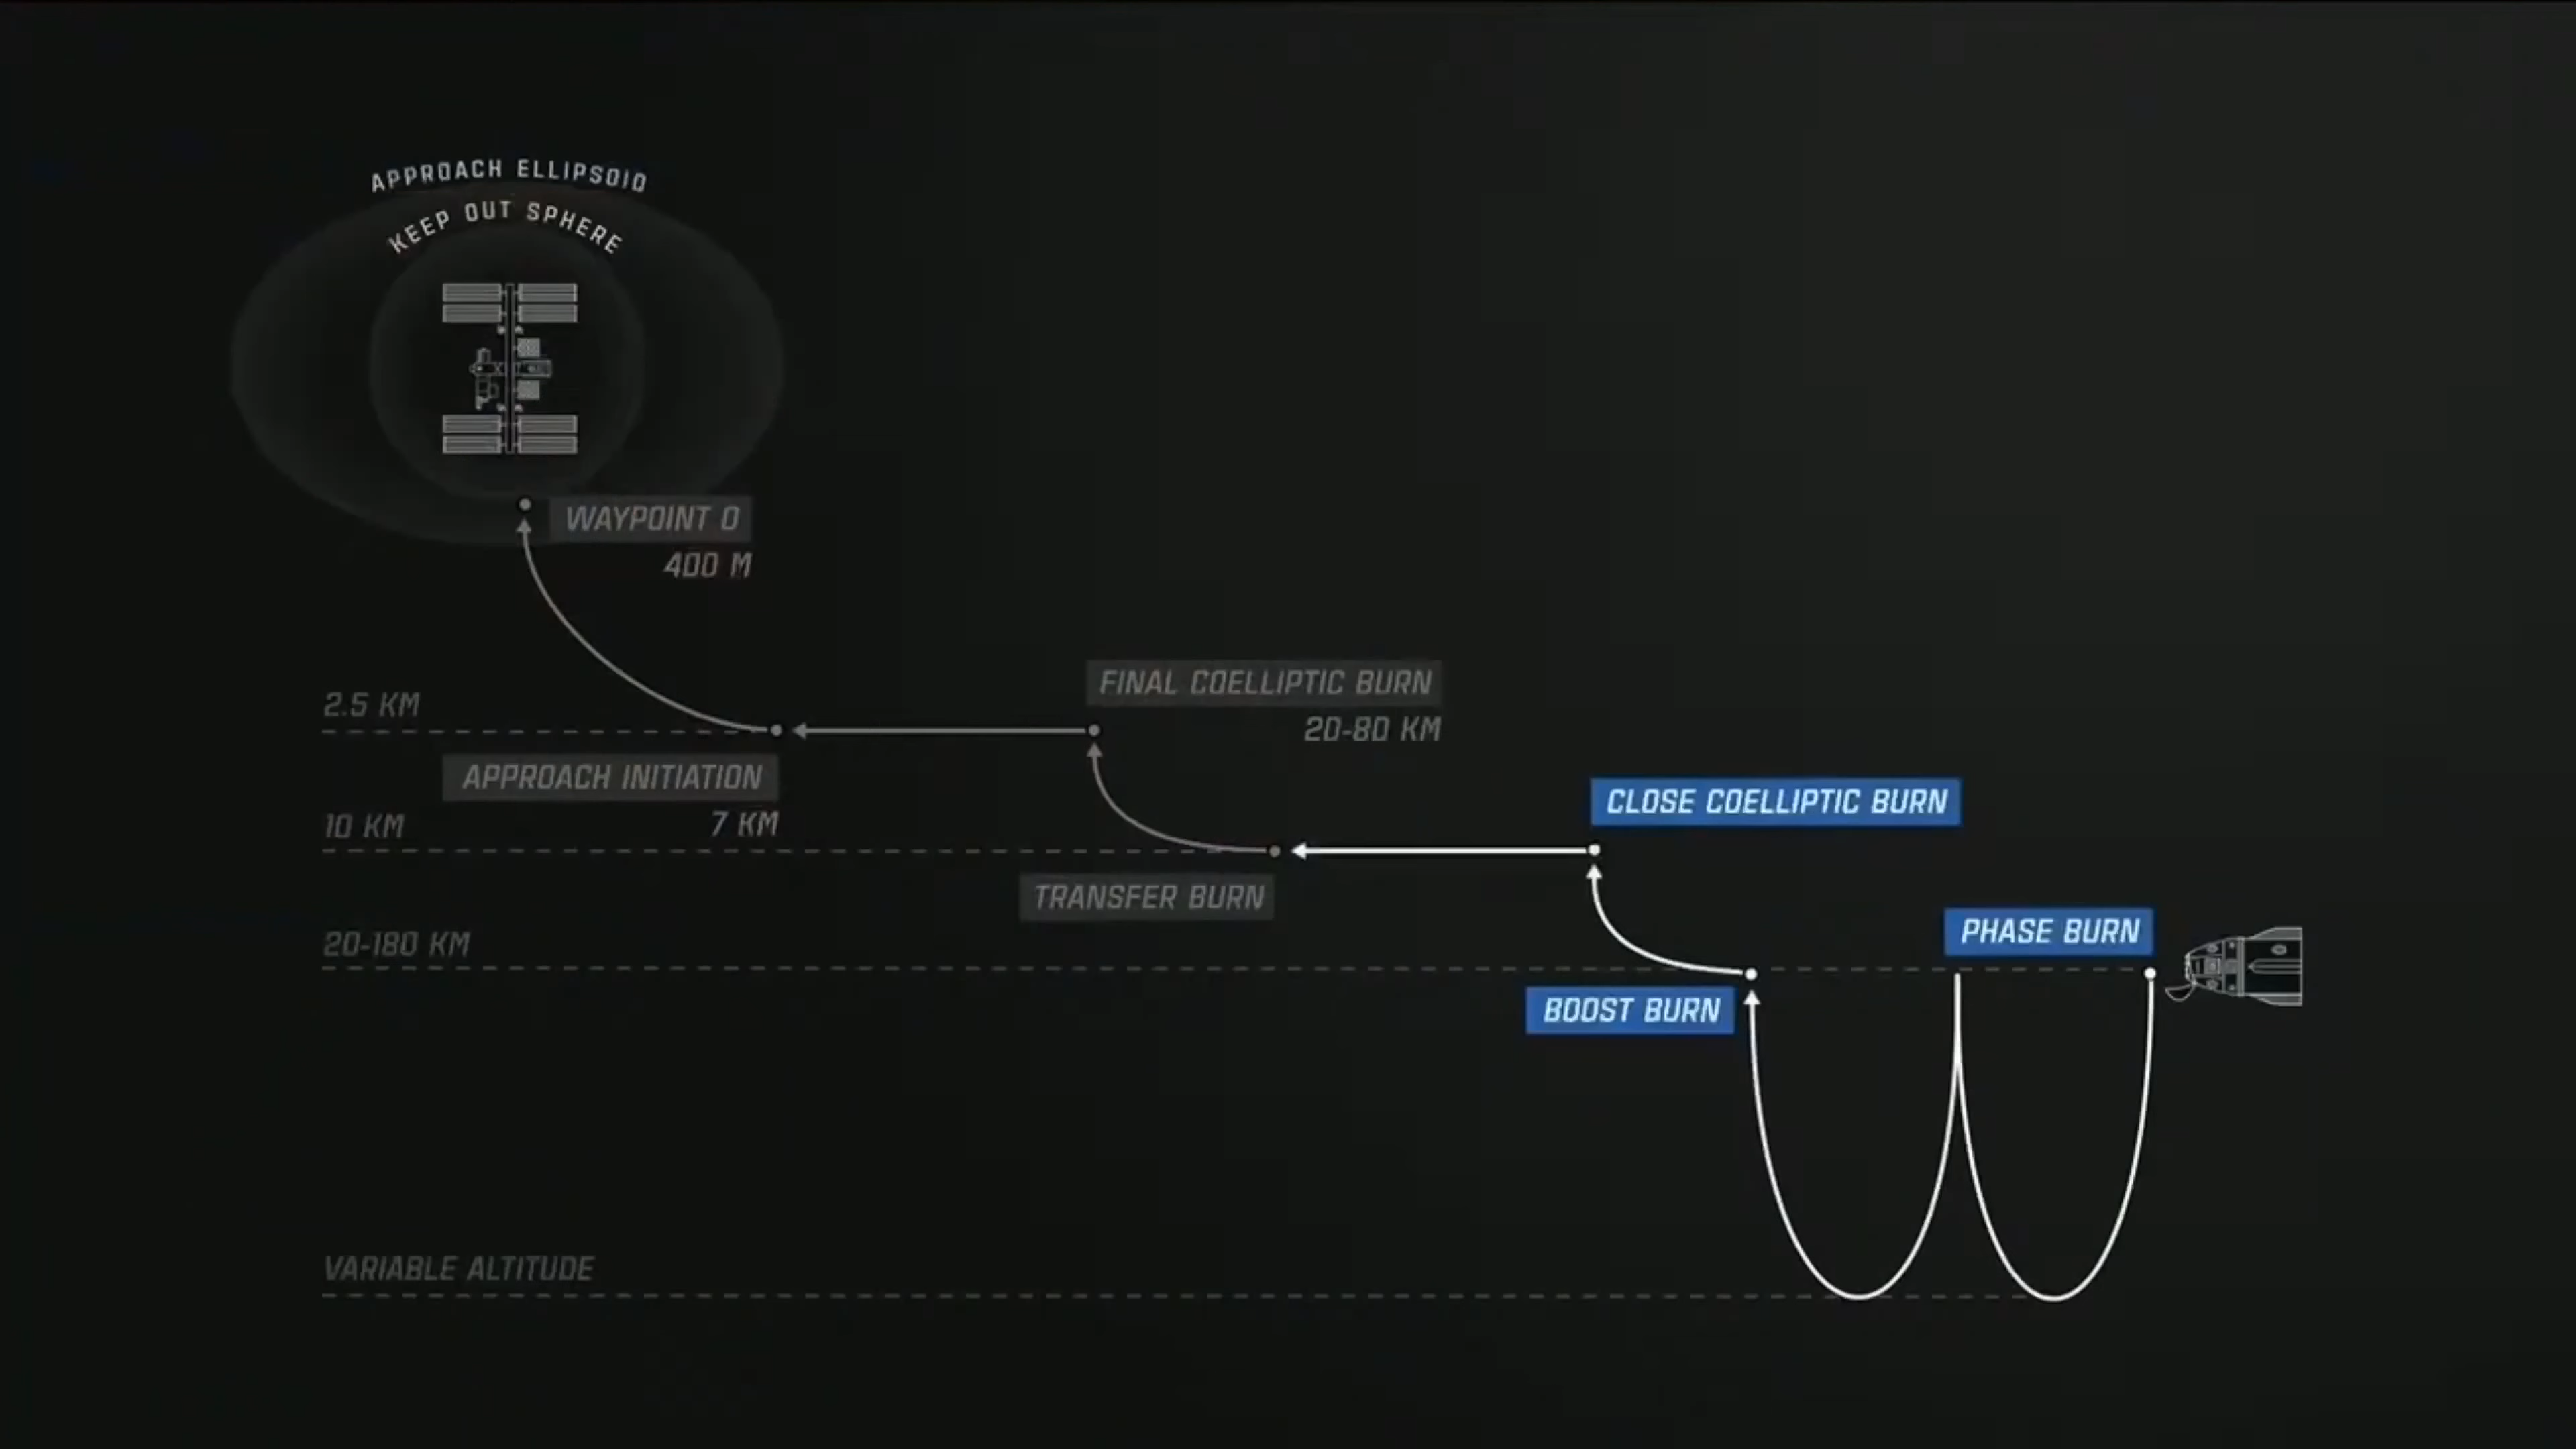 APPROACH ELLIPSOID
KEEP OUT SPHERE
WAYPOINT 0
400 M
FINAL COELLIPTIC BURN
20-80 KM
2.5 KM
APPROACH INITIATION
7 KM
CLOSE COELLIPTIC BURN
10 KM
TRANSFER BURN
PHASE BURN
20-180 KM
BOOST BURN
VARIABLE ALTITUDE